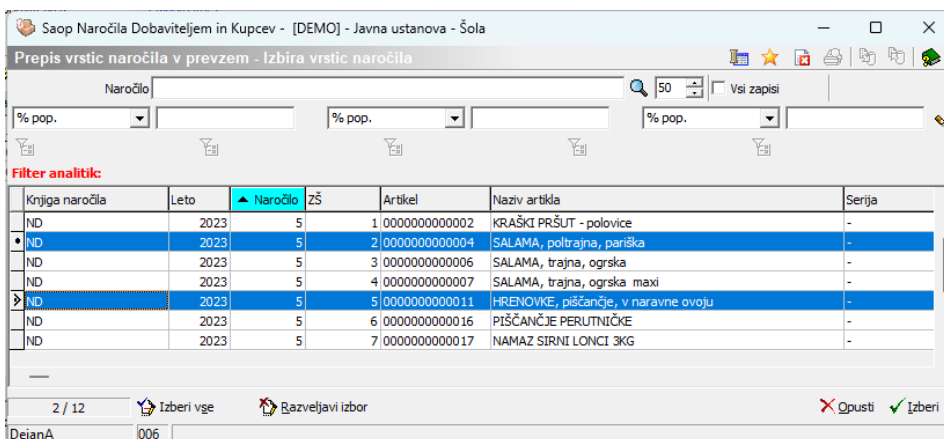 Saop Naročila Dobaviteljem in Kupcev - [DEMO] - Javna ustanova - Šola
Prepis vrstic naročila v prevzem - Izbira vrstic naročila
Naročilo 50 Vsi zapisi
% pop. % pop. % pop.
Filter analitik:
Knjiga naročila Leto Naročilo ZŠ Artikel Naziv artikla Serija
ND 2023 5 1 0000000000002 KRAŠKI PRŠUT - polovice -
ND 2023 5 2 0000000000004 SALAMA, poltrajna, pariška -
ND 2023 5 3 0000000000006 SALAMA, trajna, ogrska -
ND 2023 5 4 0000000000007 SALAMA, trajna, ogrska maxi -
ND 2023 5 5 0000000000011 HRENOVKE, piščančje, v naravne ovoju -
ND 2023 5 6 0000000000016 PIŠČANČJE PERUTNIČKE -
ND 2023 5 7 0000000000017 NAMAZ SIRNI LONCI 3KG -
2 / 12 Izberi vse Razveljavi izbor Opusti Izberi
DejanA 006